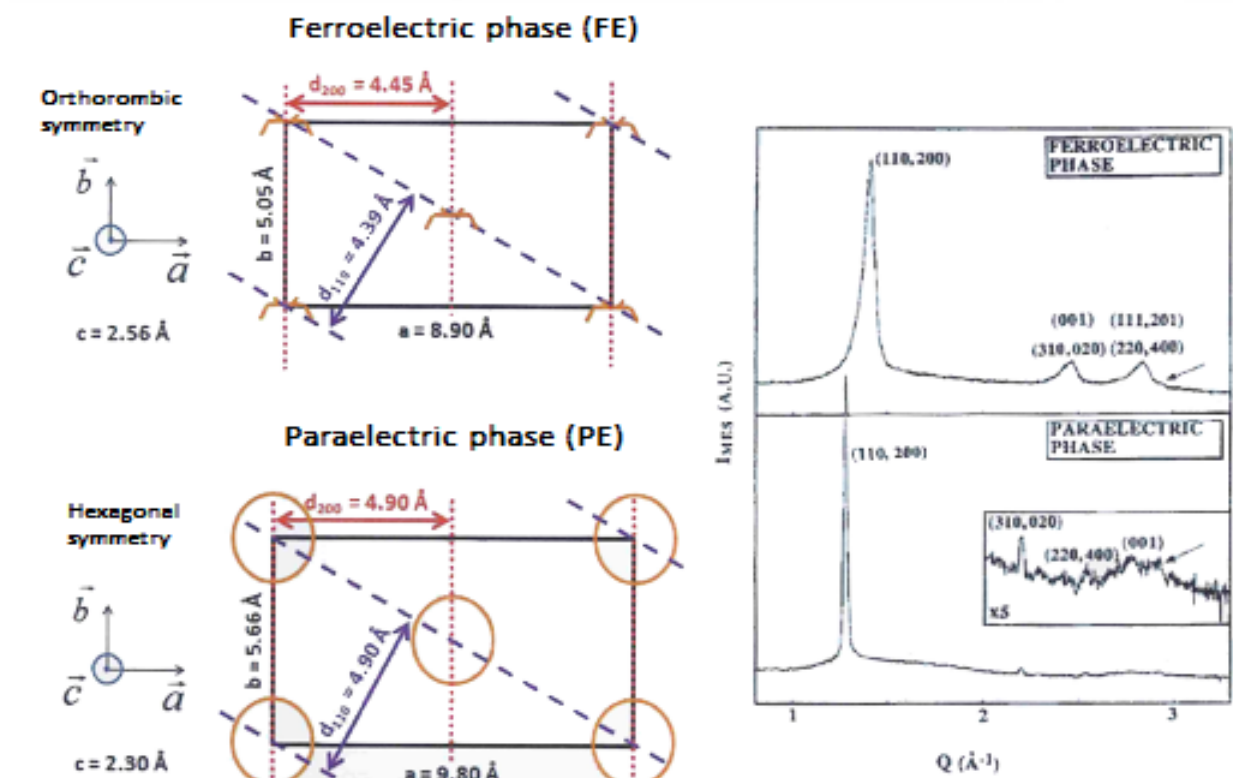 Ferroelectric phase (FE)
Orthorombic
symmetry
b
c
a
c = 2.56 Å
d200 = 4.45 Å
b = 5.05 Å
d110 = 4.39 Å
a = 8.90 Å
Paraelectric phase (PE)
Hexagonal
symmetry
b
c
a
c = 2.30 Å
d200 = 4.90 Å
b = 5.66 Å
d110 = 4.90 Å
a = 9.80 Å
FERROELECTRIC
PHASE
(110,200)
(001) (111,201)
(310,020) (220,400)
PARAELECTRIC
PHASE
(110, 200)
(310,020)
(220,400) (001)
x5
IMES (A.U.)
1 2 3
Q (Å-1)